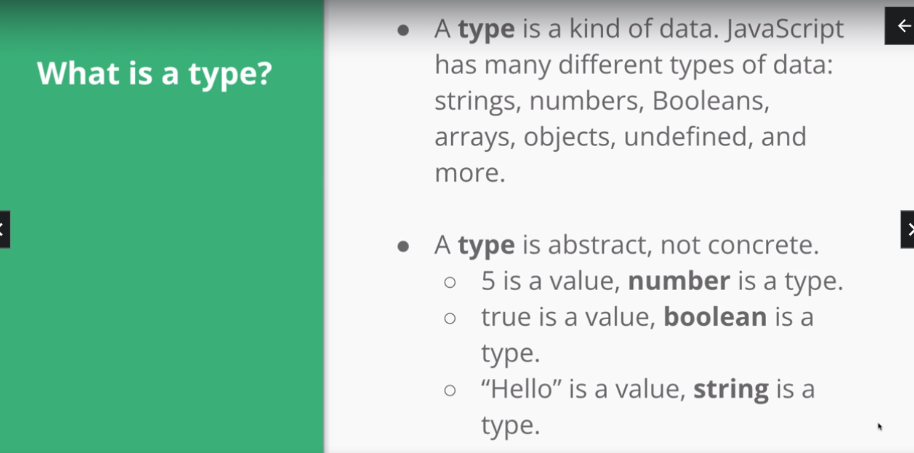 What is a type?
● A type is a kind of data. JavaScript
has many different types of data:
strings, numbers, Booleans,
arrays, objects, undefined, and
more.
● A type is abstract, not concrete.
○ 5 is a value, number is a type.
○ true is a value, boolean is a
type.
○ “Hello” is a value, string is a
type.